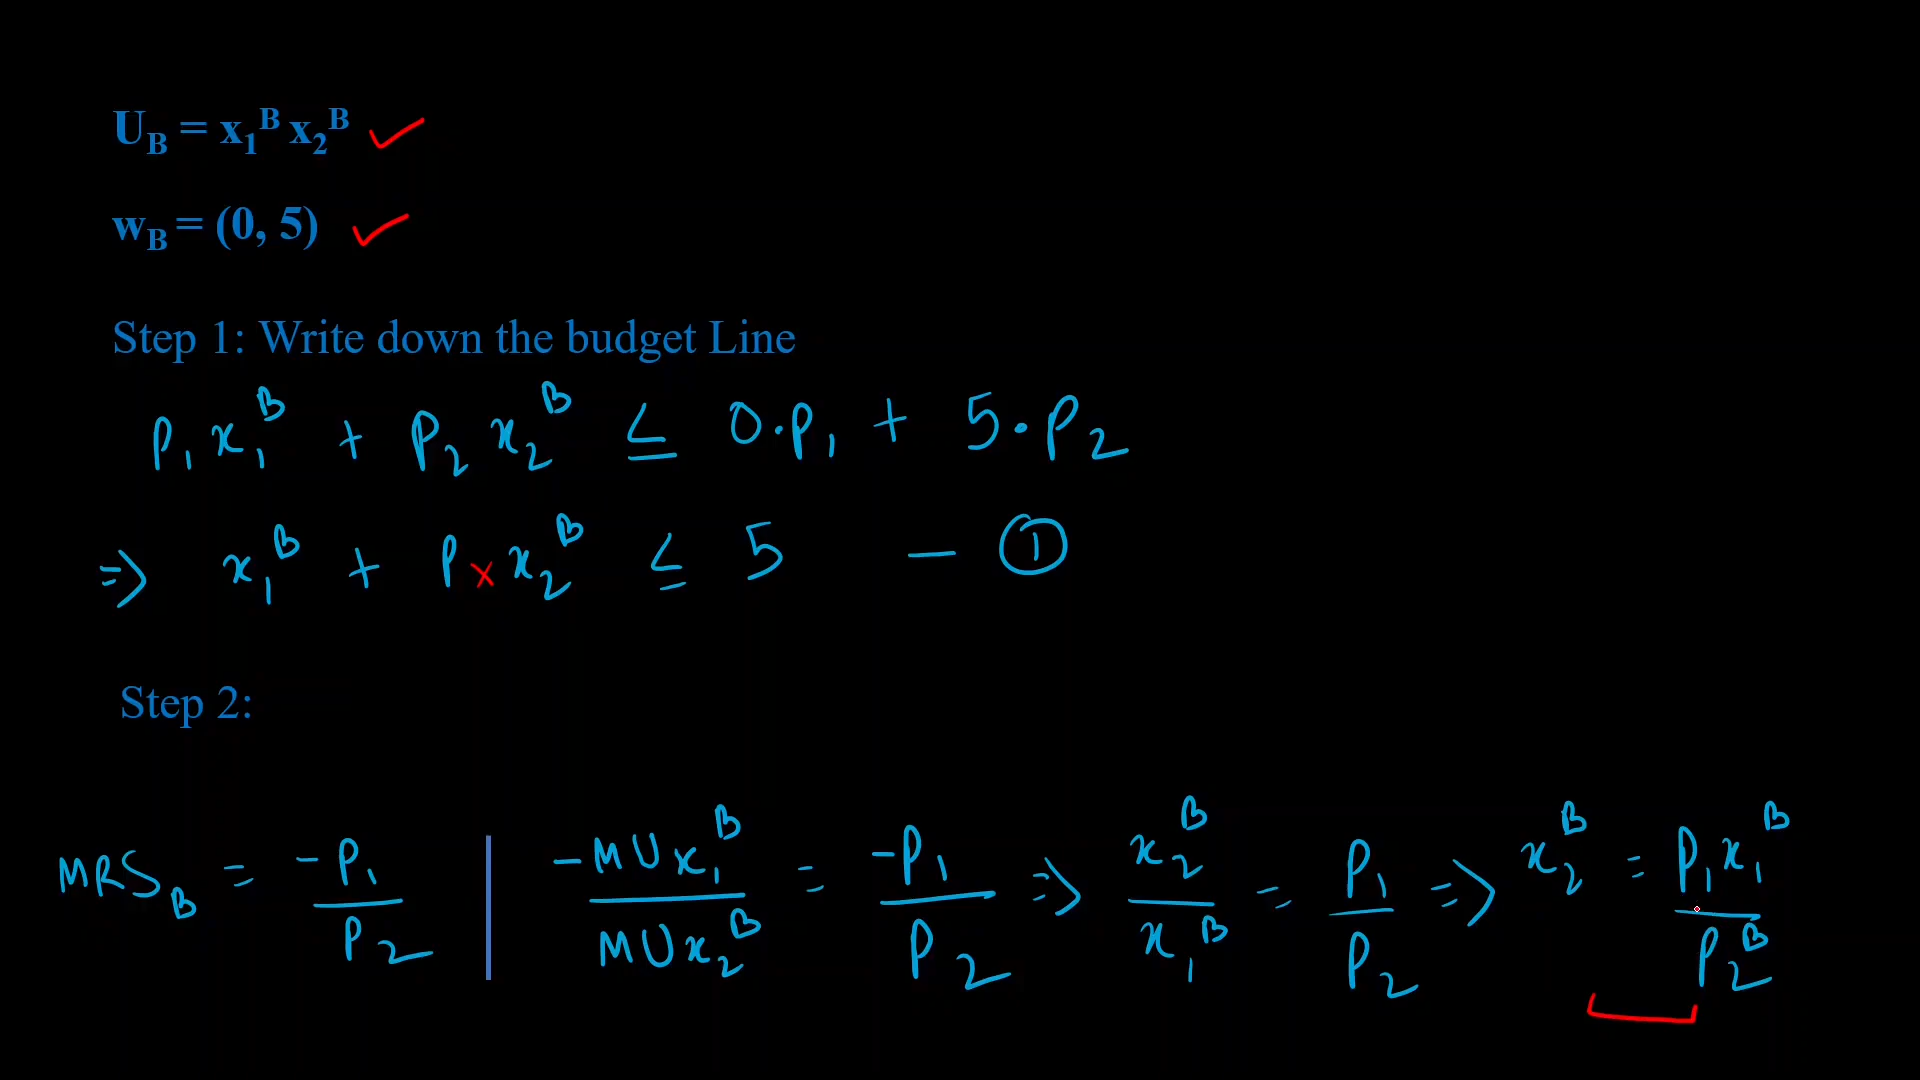 U_B = x_1^B x_2^B ✓
w_B = (0, 5) ✓
Step 1: Write down the budget Line
P_1 x_1^B + P_2 x_2^B ≤ 0·P_1 + 5·P_2
⇒ x_1^B + P × x_2^B ≤ 5 — ①
Step 2:
MRS_B = -P_1 / P_2 | -MUx_1^B / MUx_2^B = -P_1 / P_2 ⇒ x_2^B / x_1^B = P_1 / P_2 ⇒ x_2^B = P_1 x_1^B / P_2^B